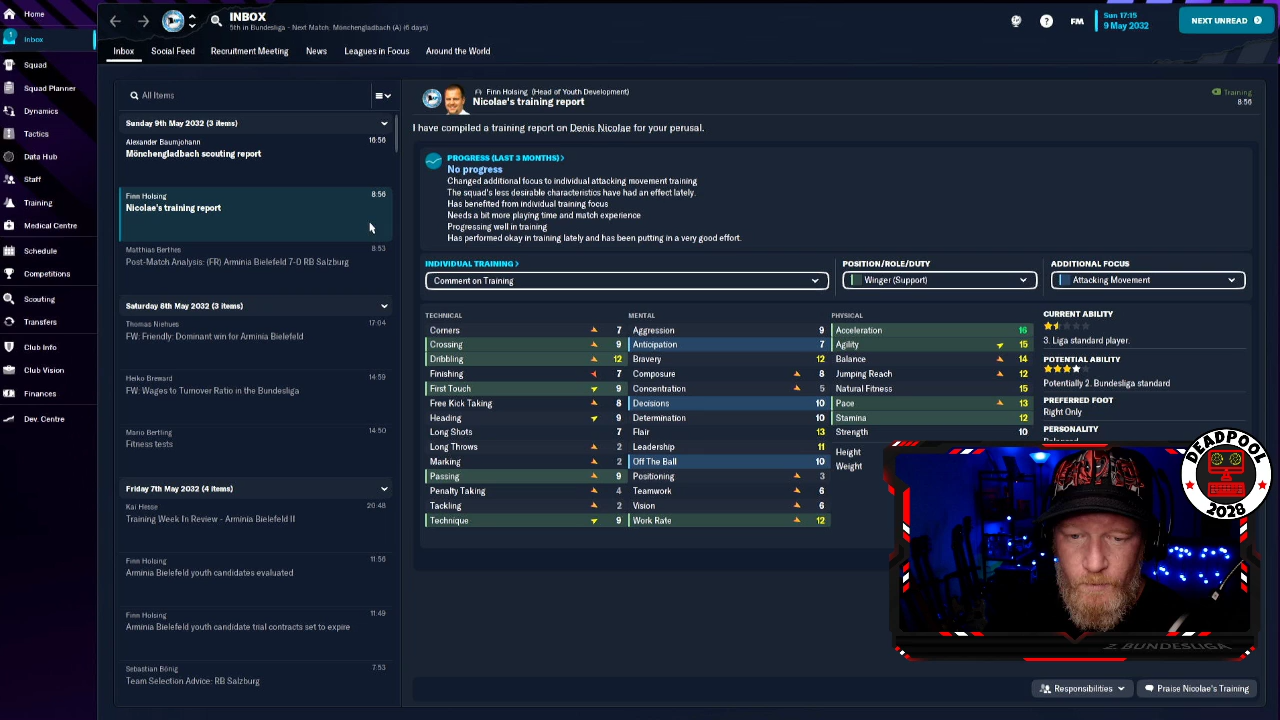 Home
INBOX
5th in Bundesliga - Next Match: Mönchengladbach (A) (6 days)
FM
Sun 17:15
9 May 2032
NEXT UNREAD
1
Inbox
Squad
Squad Planner
Dynamics
Tactics
Data Hub
Staff
Training
Medical Centre
Schedule
Competitions
Scouting
Transfers
Club Info
Club Vision
Finances
Dev. Centre
Inbox
Social Feed
Recruitment Meeting
News
Leagues in Focus
Around the World
All Items
Sunday 9th May 2032 (3 items)
Alexander Baumjohann
16:56
Mönchengladbach scouting report
Finn Holsing
8:56
Nicolae's training report
Matthias Berthes
8:53
Post-Match Analysis: (FR) Arminia Bielefeld 7-0 RB Salzburg
Saturday 8th May 2032 (3 items)
Thomas Niehues
17:04
FW: Friendly: Dominant win for Arminia Bielefeld
Heiko Breward
14:59
FW: Wages to Turnover Ratio in the Bundesliga
Mario Bertling
14:50
Fitness tests
Friday 7th May 2032 (4 items)
Kai Hesse
20:48
Training Week In Review - Arminia Bielefeld II
Finn Holsing
11:56
Arminia Bielefeld youth candidates evaluated
Finn Holsing
11:49
Arminia Bielefeld youth candidate trial contracts set to expire
Sebastian Bönig
7:53
Team Selection Advice: RB Salzburg
Finn Holsing (Head of Youth Development)
Nicolae's training report
Training
8:56
I have compiled a training report on Denis Nicolae for your perusal.
PROGRESS (LAST 3 MONTHS)
No progress
Changed additional focus to individual attacking movement training
The squad's less desirable characteristics have had an effect lately.
Has benefited from individual training focus
Needs a bit more playing time and match experience
Progressing well in training
Has performed okay in training lately and has been putting in a very good effort.
INDIVIDUAL TRAINING
POSITION/ROLE/DUTY
ADDITIONAL FOCUS
Comment on Training
Winger (Support)
Attacking Movement
TECHNICAL
Corners 7
Crossing 9
Dribbling 12
Finishing 7
First Touch 9
Free Kick Taking 8
Heading 9
Long Shots 7
Long Throws 2
Marking 2
Passing 9
Penalty Taking 4
Tackling 2
Technique 9
MENTAL
Aggression 9
Anticipation 7
Bravery 12
Composure 8
Concentration 5
Decisions 10
Determination 10
Flair 13
Leadership 11
Off The Ball 10
Positioning 3
Teamwork 6
Vision 6
Work Rate 12
PHYSICAL
Acceleration 16
Agility 15
Balance 14
Jumping Reach 12
Natural Fitness 15
Pace 13
Stamina 12
Strength 10
Height
Weight
CURRENT ABILITY
3. Liga standard player.
POTENTIAL ABILITY
Potentially 2. Bundesliga standard
PREFERRED FOOT
Right Only
PERSONALITY
DEADPOOL
2028
2. BUNDESLIGA
Responsibilities
Praise Nicolae's Training